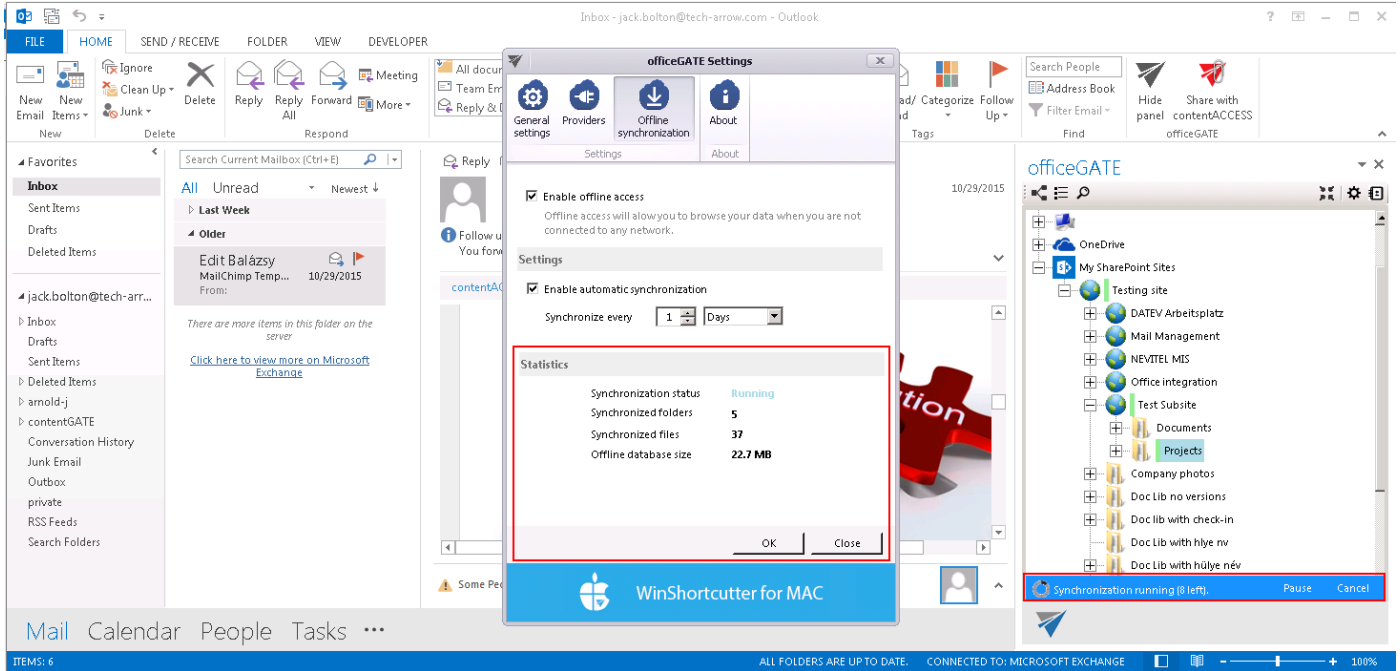 Inbox - jack.bolton@tech-arrow.com - Outlook
FILE HOME SEND / RECEIVE FOLDER VIEW DEVELOPER
New Email
New Items
Ignore
Clean Up
Junk
Delete
Reply
Reply All
Forward
Meeting
More
Team Em
Reply &
Categorize
Follow Up
Search People
Address Book
Filter Email
Hide panel
Share with contentACCESS
New Delete Respond Tags Find officeGATE
Favorites
Inbox
Sent Items
Drafts
Deleted Items
jack.bolton@tech-arr...
Inbox
Drafts
Sent Items
Deleted Items
arnold-j
contentGATE
Conversation History
Junk Email
Outbox
private
RSS Feeds
Search Folders
Search Current Mailbox (Ctrl+E)
All Unread Newest
Last Week
Older
Edit Balázsy
MailChimp Temp... 10/29/2015
From:
There are more items in this folder on the
server
Click here to view more on Microsoft
Exchange
Reply
10/29/2015
Follow u
You forw
contentAC
tion
Some Peo
officeGATE Settings
General settings
Providers
Offline synchronization
About
Settings About
Enable offline access
Offline access will alow you to browse your data when you are not
connected to any network.
Settings
Enable automatic synchronization
Synchronize every 1 Days
Statistics
Synchronization status Running
Synchronized folders 5
Synchronized files 37
Offline database size 22.7 MB
OK Close
WinShortcutter for MAC
officeGATE
OneDrive
My SharePoint Sites
Testing site
DATEV Arbeitsplatz
Mail Management
NEVITEL MIS
Office integration
Test Subsite
Documents
Projects
Company photos
Doc Lib no versions
Doc lib with check-in
Doc Lib with hlye nv
Doc Lib with hülye név
Synchronization running (8 left). Pause Cancel
Mail Calendar People Tasks •••
ITEMS: 6 ALL FOLDERS ARE UP TO DATE. CONNECTED TO: MICROSOFT EXCHANGE 100%